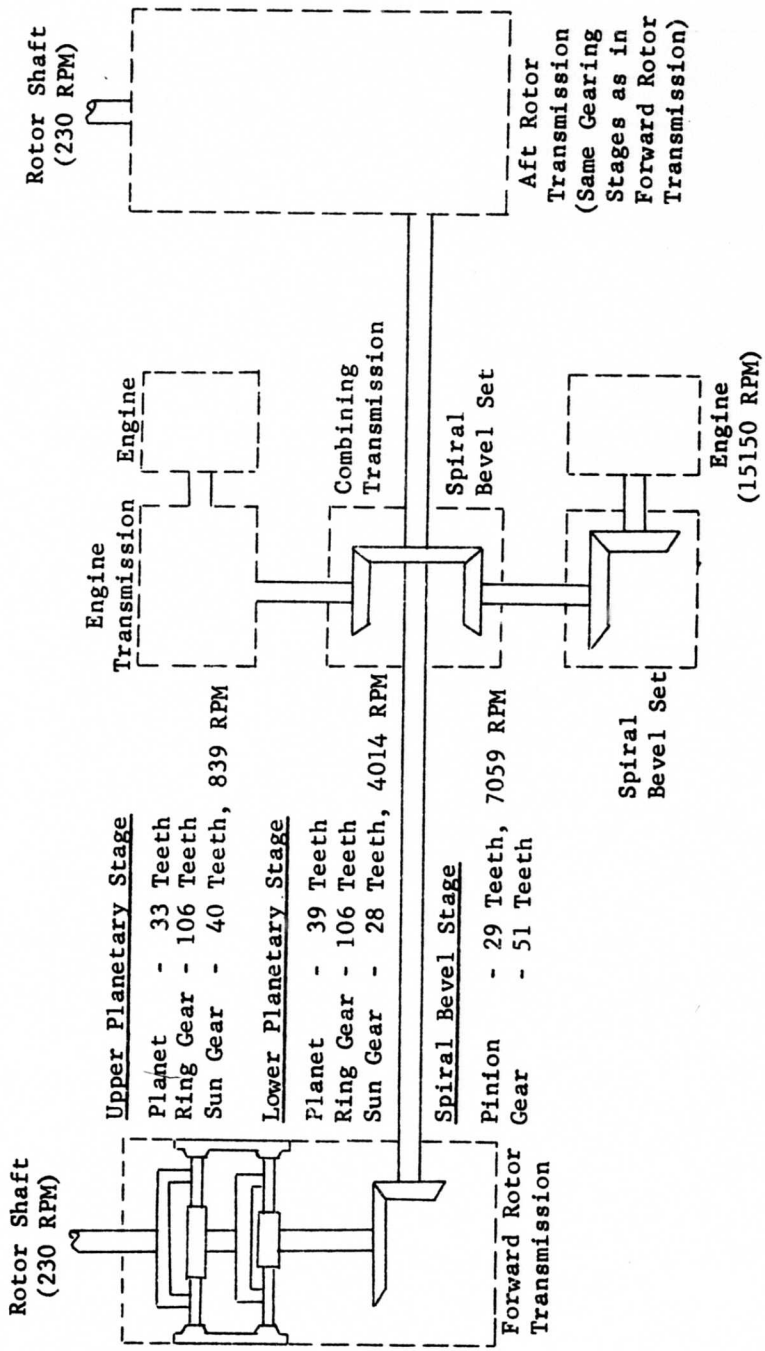 Rotor Shaft
(230 RPM)
Forward Rotor
Transmission
Upper Planetary Stage
Planet - 33 Teeth
Ring Gear - 106 Teeth
Sun Gear - 40 Teeth, 839 RPM
Lower Planetary Stage
Planet - 39 Teeth
Ring Gear - 106 Teeth
Sun Gear - 28 Teeth, 4014 RPM
Spiral Bevel Stage
Pinion - 29 Teeth, 7059 RPM
Gear - 51 Teeth
Engine
Transmission
Engine
Combining
Transmission
Spiral
Bevel Set
Spiral
Bevel Set
Engine
(15150 RPM)
Rotor Shaft
(230 RPM)
Aft Rotor
Transmission
(Same Gearing
Stages as in
Forward Rotor
Transmission)